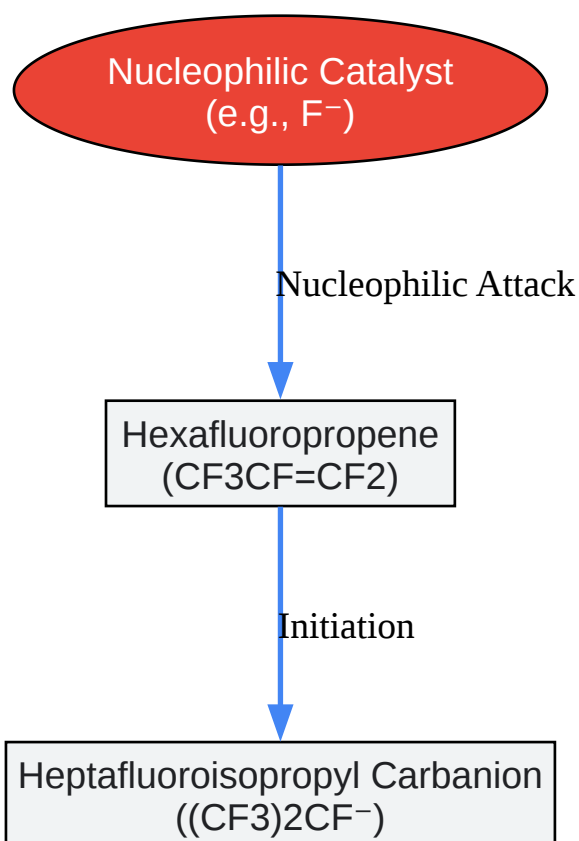 Nucleophilic Catalyst
(e.g., F⁻)
Nucleophilic Attack
Hexafluoropropene
(CF3CF=CF2)
Initiation
Heptafluoroisopropyl Carbanion
((CF3)2CF⁻)